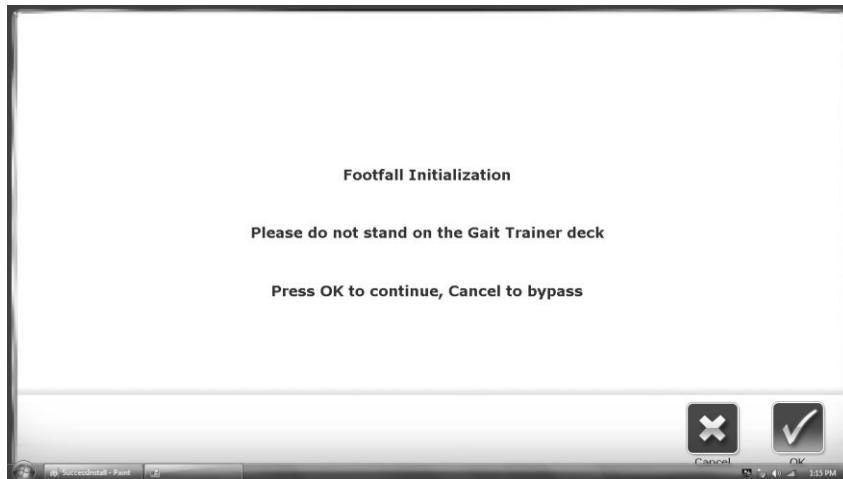 Footfall Initialization
Please do not stand on the Gait Trainer deck
Press OK to continue, Cancel to bypass
Cancel OK
SuccessInstall - Paint
1:15 PM